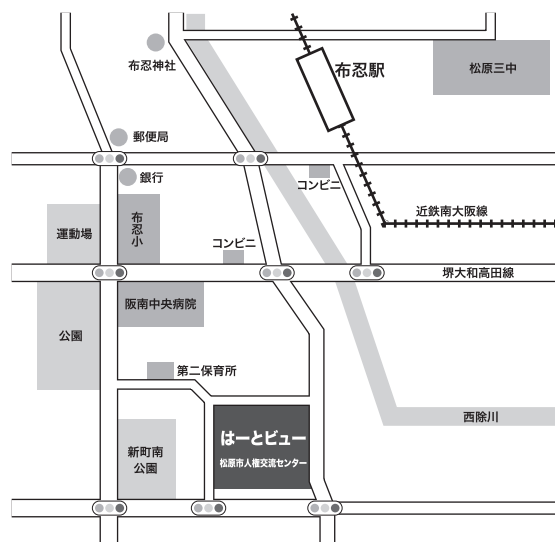 布忍神社
布忍駅
松原三中
郵便局
銀行
コンビニ
布忍小
運動場
近鉄南大阪線
コンビニ
堺大和高田線
阪南中央病院
公園
第二保育所
西除川
はーとビュー
松原市人権交流センター
新町南
公園